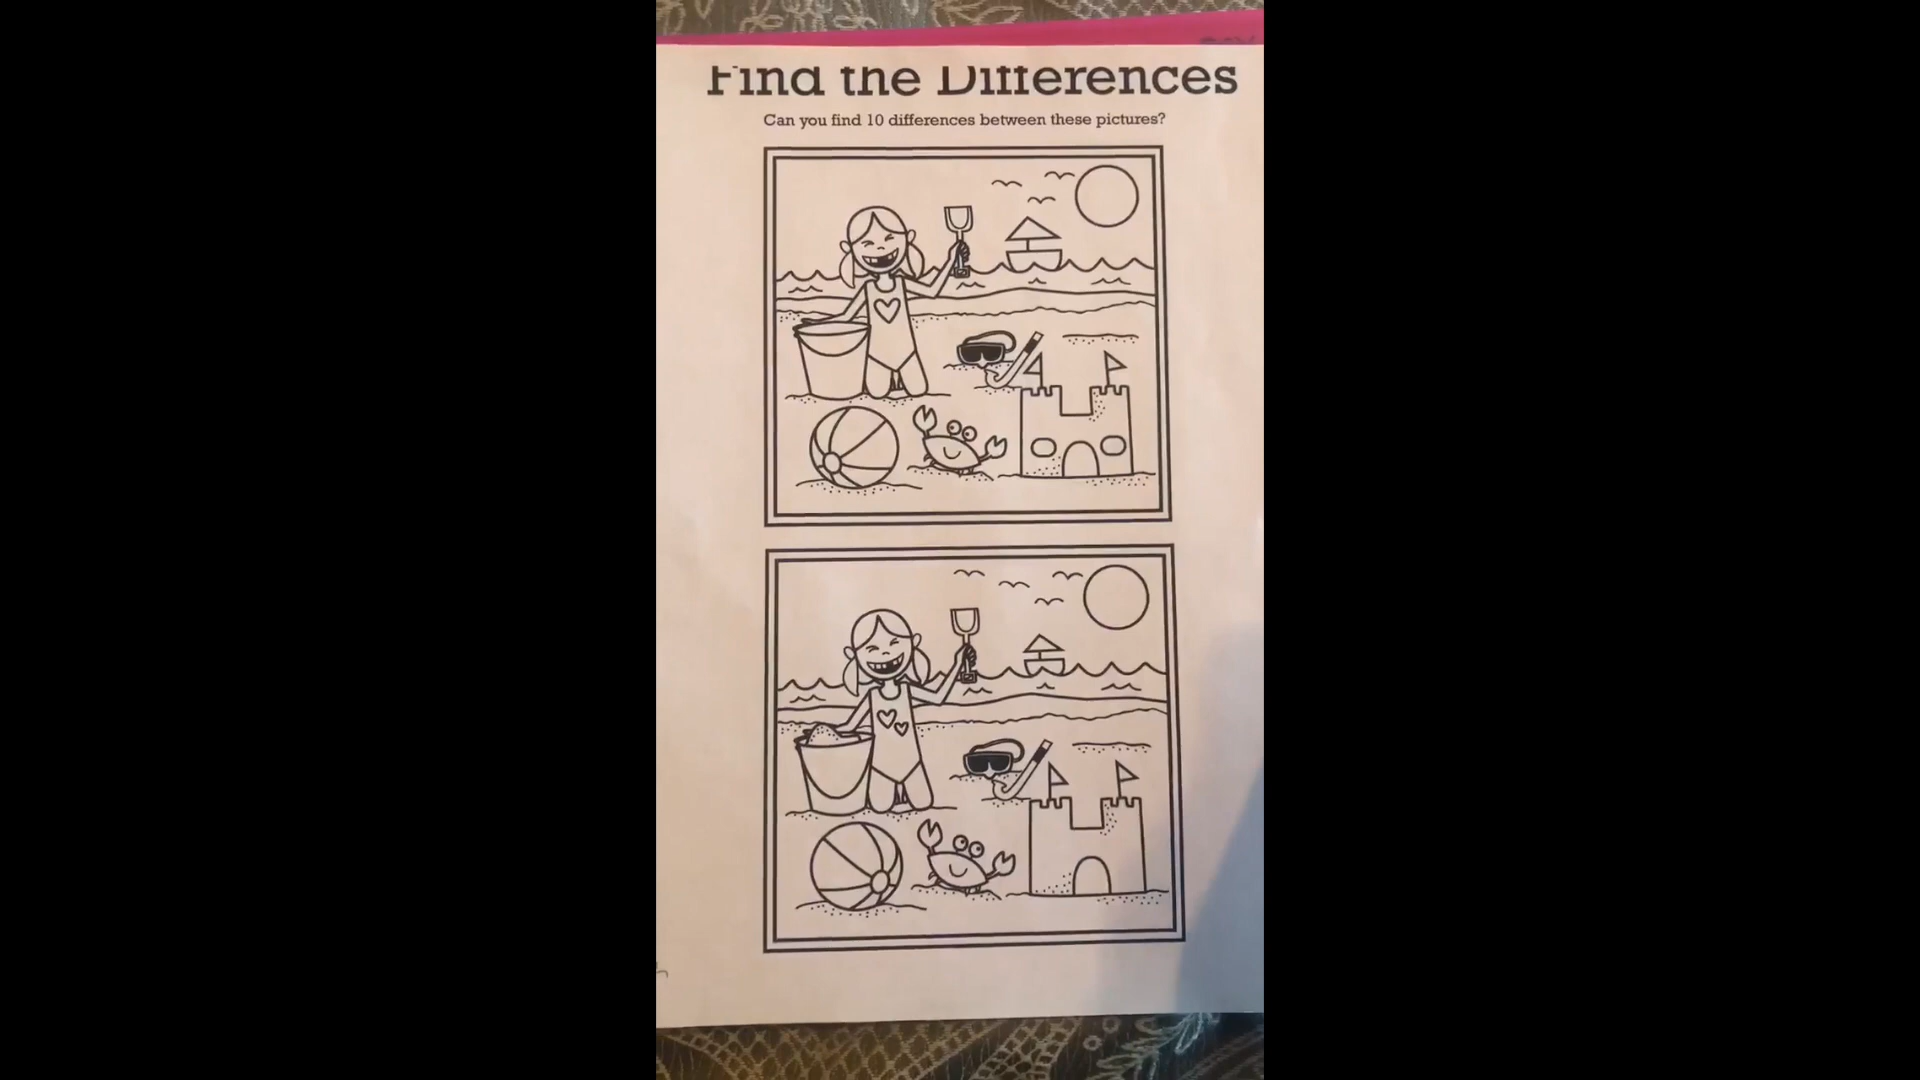 Find the Differences
Can you find 10 differences between these pictures?